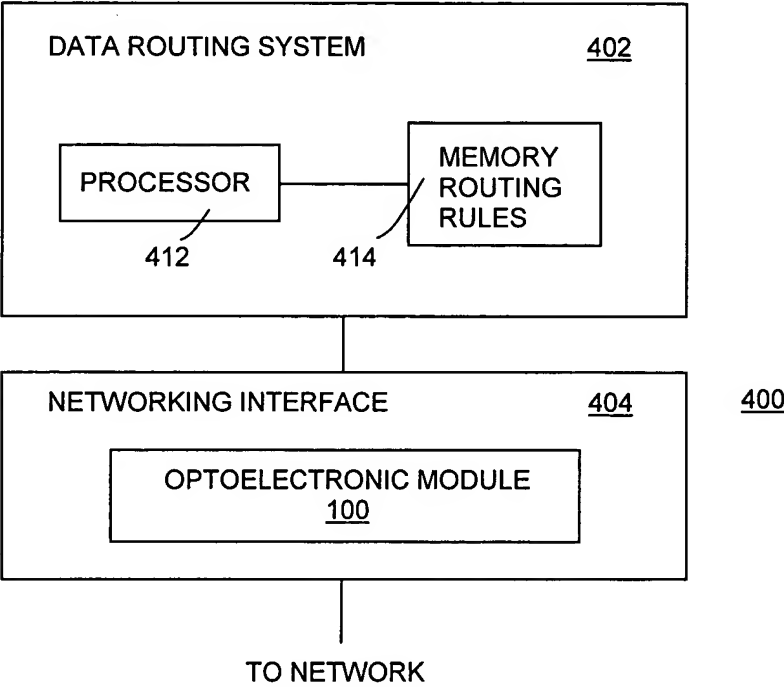 DATA ROUTING SYSTEM 402
PROCESSOR
412
MEMORY
ROUTING
RULES
414
NETWORKING INTERFACE 404
400
OPTOELECTRONIC MODULE
100
TO NETWORK